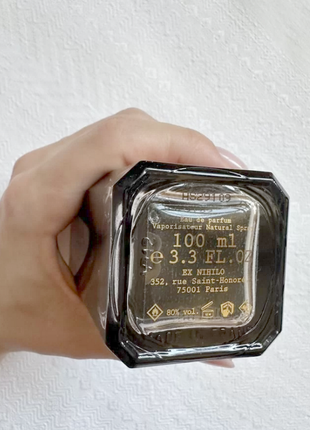 Eau de parfum
Vaporisateur Natural Spray
100 ml
e 3.3 FL.OZ
EX NIHILO
352, rue Saint-Honoré
75001 Paris
80% vol.